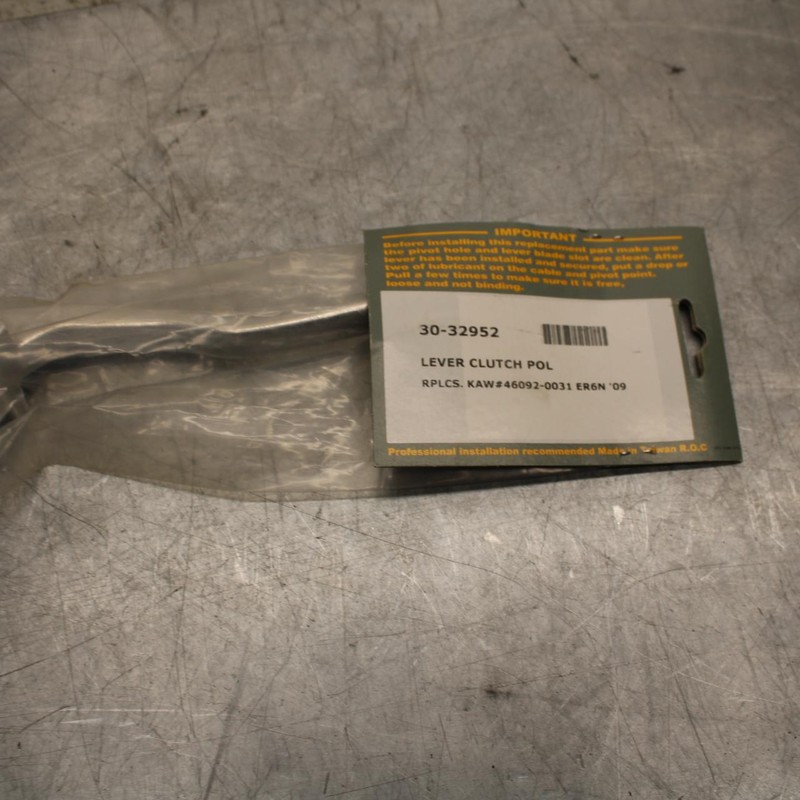 IMPORTANT
Before installing this replacement part make sure
the pivot hole and lever blade slot are clean. After
lever has been installed and secured, put a drop or
two of lubricant on the cable and pivot point.
Pull a few times to make sure it is free,
loose and not binding.
30-32952
LEVER CLUTCH POL
RPLCS. KAW#46092-0031 ER6N '09
Professional Installation recommended Made in Taiwan R.O.C